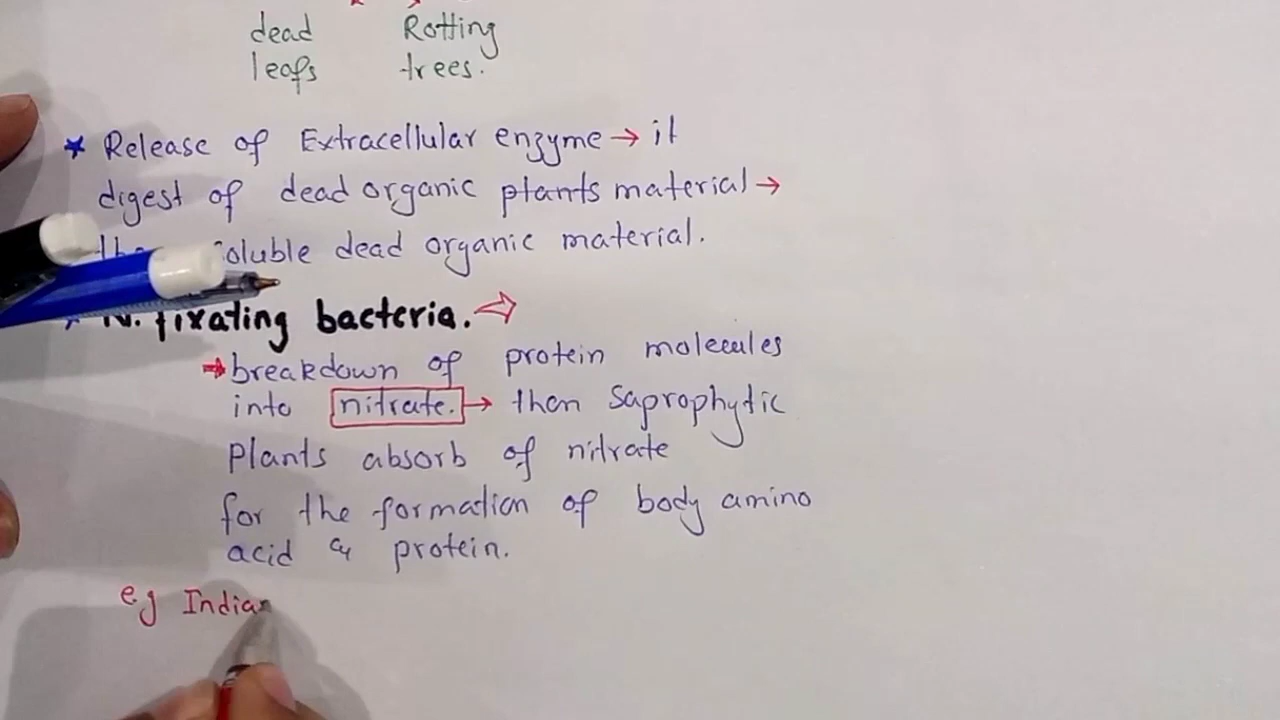 dead Rotting
leafs trees.
* Release of Extracellular enzyme → it
digest of dead organic plants material →
soluble dead organic material.
N. fixating bacteria. ⇨
⇒ breakdown of protein molecules
into nitrate. → then Saprophytic
Plants absorb of nitrate
for the formation of body amino
acid & protein.
e.g Indian